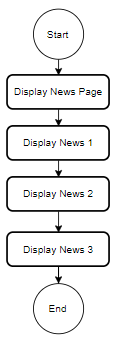 Start
Display News Page
Display News 1
Display News 2
Display News 3
End